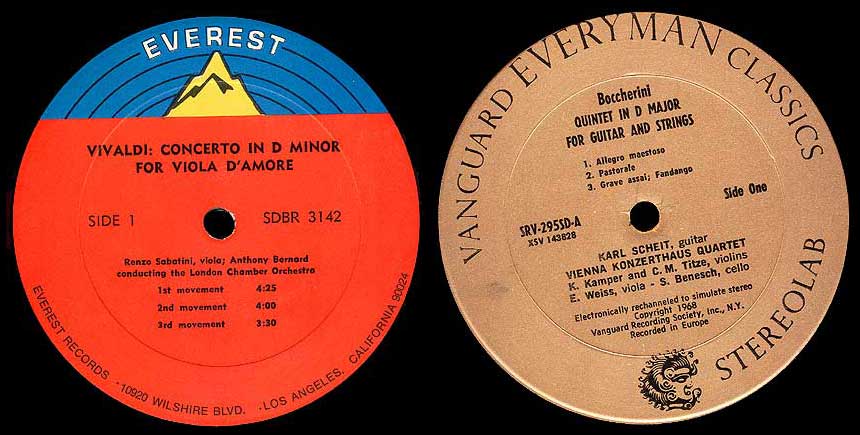 EVEREST
VIVALDI: CONCERTO IN D MINOR
FOR VIOLA D'AMORE
SIDE 1
SDBR 3142
Renzo Sabatini, viola; Anthony Bernard
conducting the London Chamber Orchestra
1st movement 4:25
2nd movement 4:00
3rd movement 3:30
EVEREST RECORDS · 10920 WILSHIRE BLVD. · LOS ANGELES, CALIFORNIA 90024
VANGUARD EVERYMAN CLASSICS
Boccherini
QUINTET IN D MAJOR
FOR GUITAR AND STRINGS
1. Allegro maestoso
2. Pastorale
3. Grave assai; Fandango
Side One
SRV-295SD-A
XSV 143828
KARL SCHEIT, guitar
VIENNA KONZERTHAUS QUARTET
K. Kamper and C. M. Titze, violins
E. Weiss, viola - S. Benesch, cello
Electronically rechanneled to simulate stereo
Copyright 1968
Vanguard Recording Society, Inc., N.Y.
Recorded in Europe
STEREOLAB